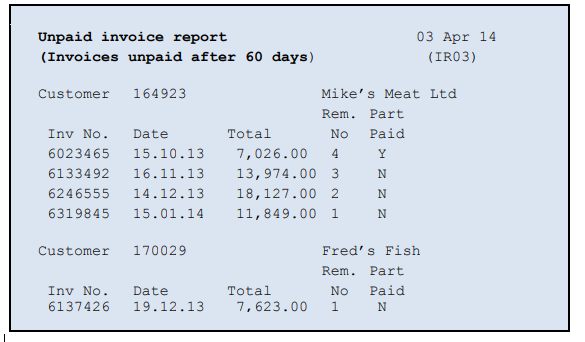 Unpaid invoice report 03 Apr 14
(Invoices unpaid after 60 days) (IR03)
Customer 164923 Mike's Meat Ltd
Rem. Part
Inv No. Date Total No Paid
6023465 15.10.13 7,026.00 4 Y
6133492 16.11.13 13,974.00 3 N
6246555 14.12.13 18,127.00 2 N
6319845 15.01.14 11,849.00 1 N
Customer 170029 Fred's Fish
Rem. Part
Inv No. Date Total No Paid
6137426 19.12.13 7,623.00 1 N